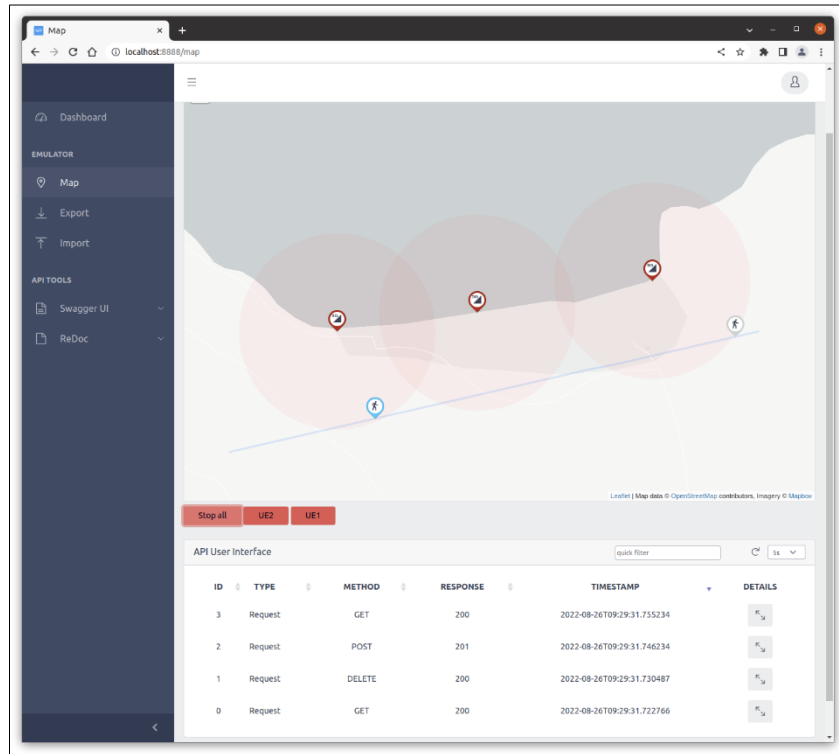 Map
localhost:8888/map
Dashboard
EMULATOR
Map
Export
Import
API TOOLS
Swagger UI
ReDoc
Leaflet | Map data © OpenStreetMap contributors, Imagery © Mapbox
Stop all UE2 UE1
API User Interface quick filter 5s
ID TYPE METHOD RESPONSE TIMESTAMP DETAILS
3 Request GET 200 2022-08-26T09:29:31.755234
2 Request POST 201 2022-08-26T09:29:31.746234
1 Request DELETE 200 2022-08-26T09:29:31.730487
0 Request GET 200 2022-08-26T09:29:31.722766